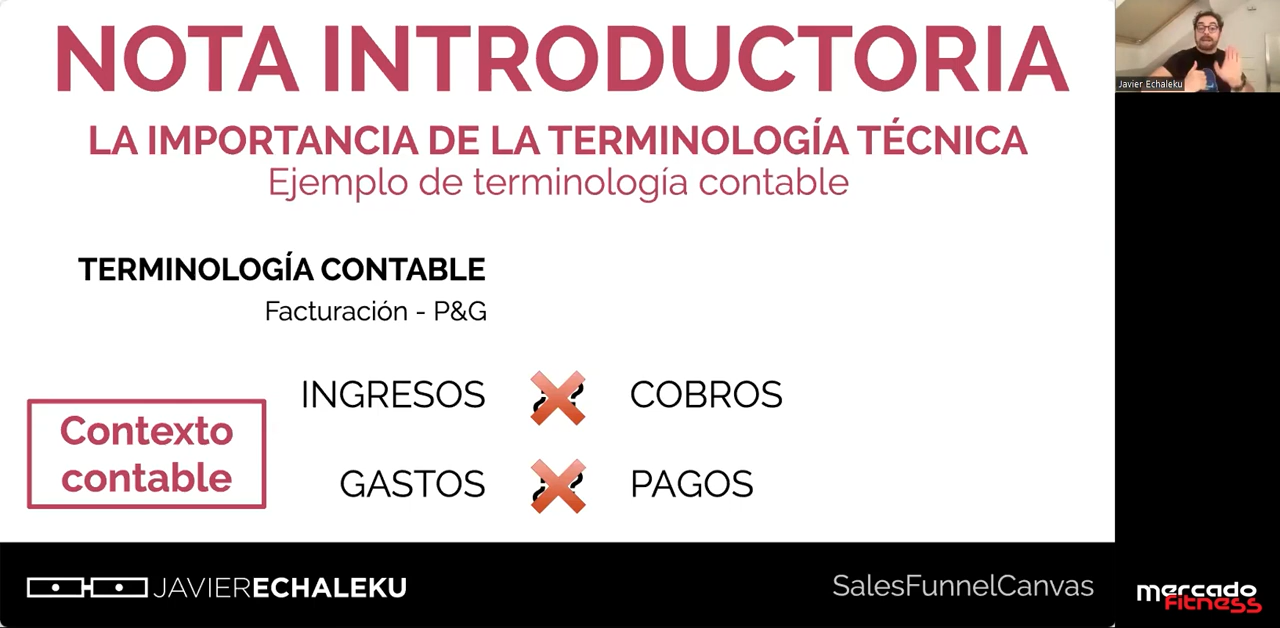 NOTA INTRODUCTORIA
LA IMPORTANCIA DE LA TERMINOLOGÍA TÉCNICA
Ejemplo de terminología contable
TERMINOLOGÍA CONTABLE
Facturación - P&G
INGRESOS COBROS
Contexto
contable
GASTOS PAGOS
JAVIERECHALEKU
SalesFunnelCanvas
Javier Echaleku
mercado
fitness